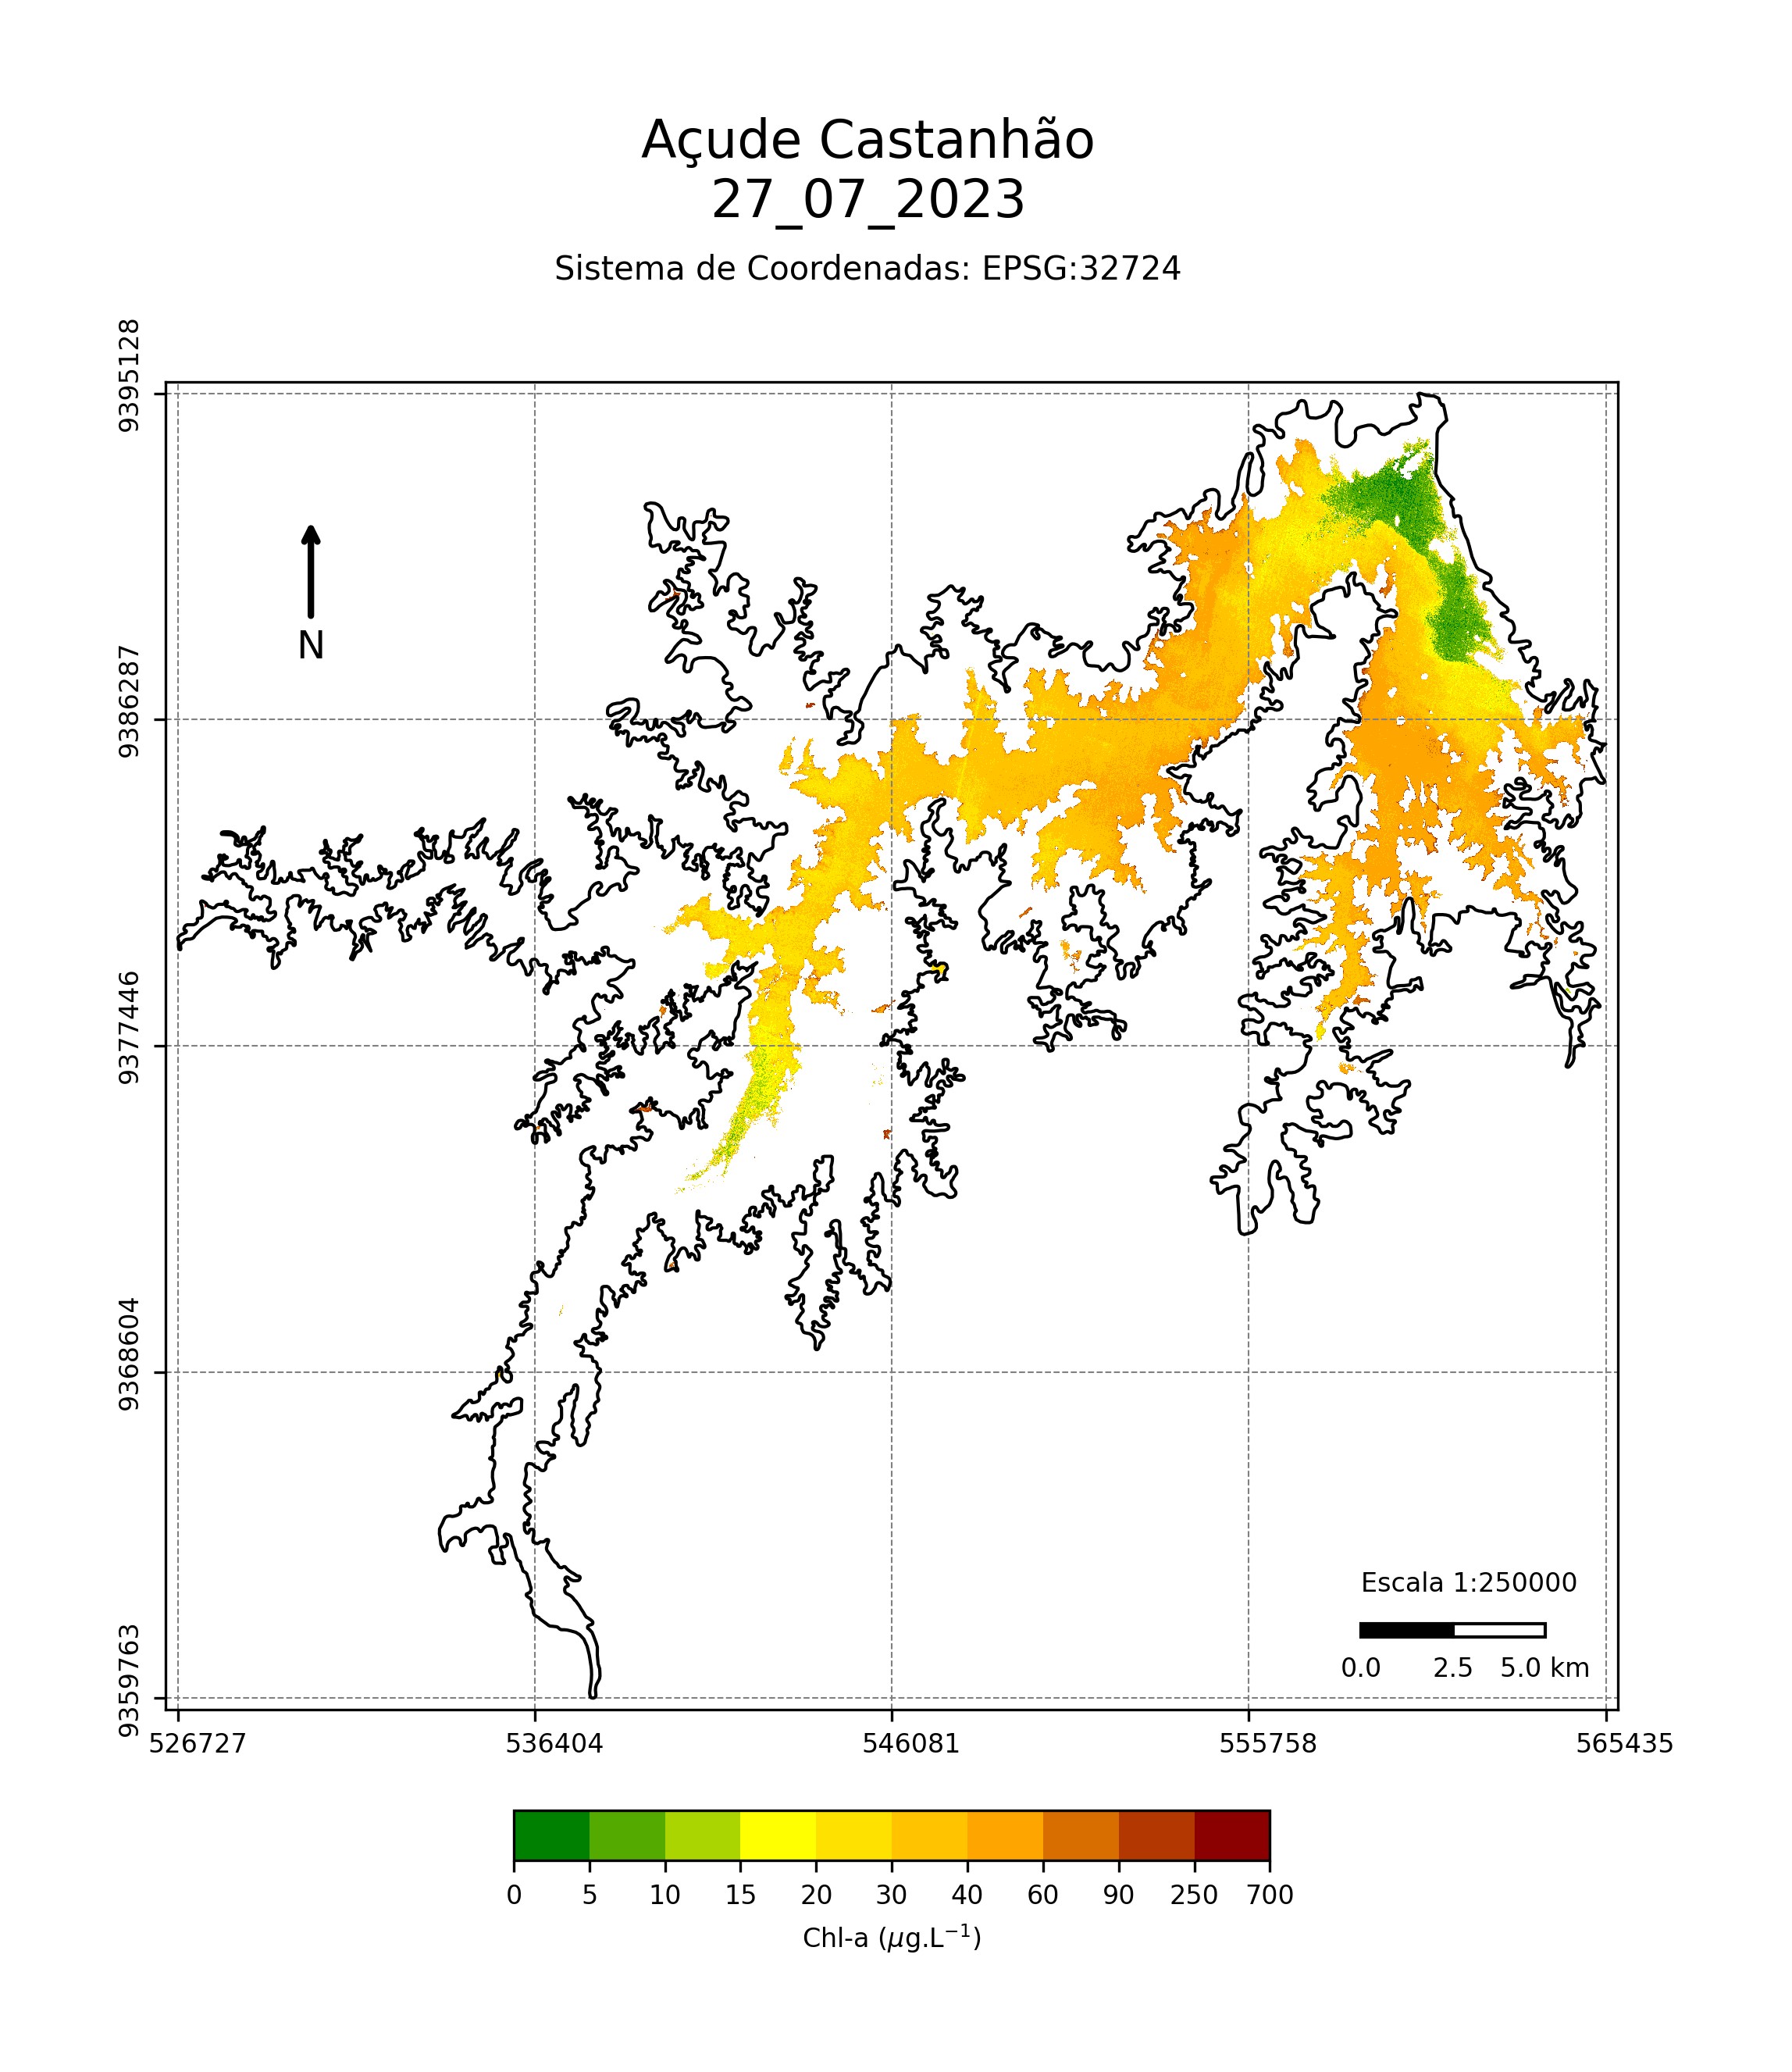 Açude Castanhão
27_07_2023
Sistema de Coordenadas: EPSG:32724
9395128
9386287
9377446
9368604
9359763
N
Escala 1:250000
0.0 2.5 5.0 km
526727 536404 546081 555758 565435
0 5 10 15 20 30 40 60 90 250 700
Chl-a (μg.L⁻¹)